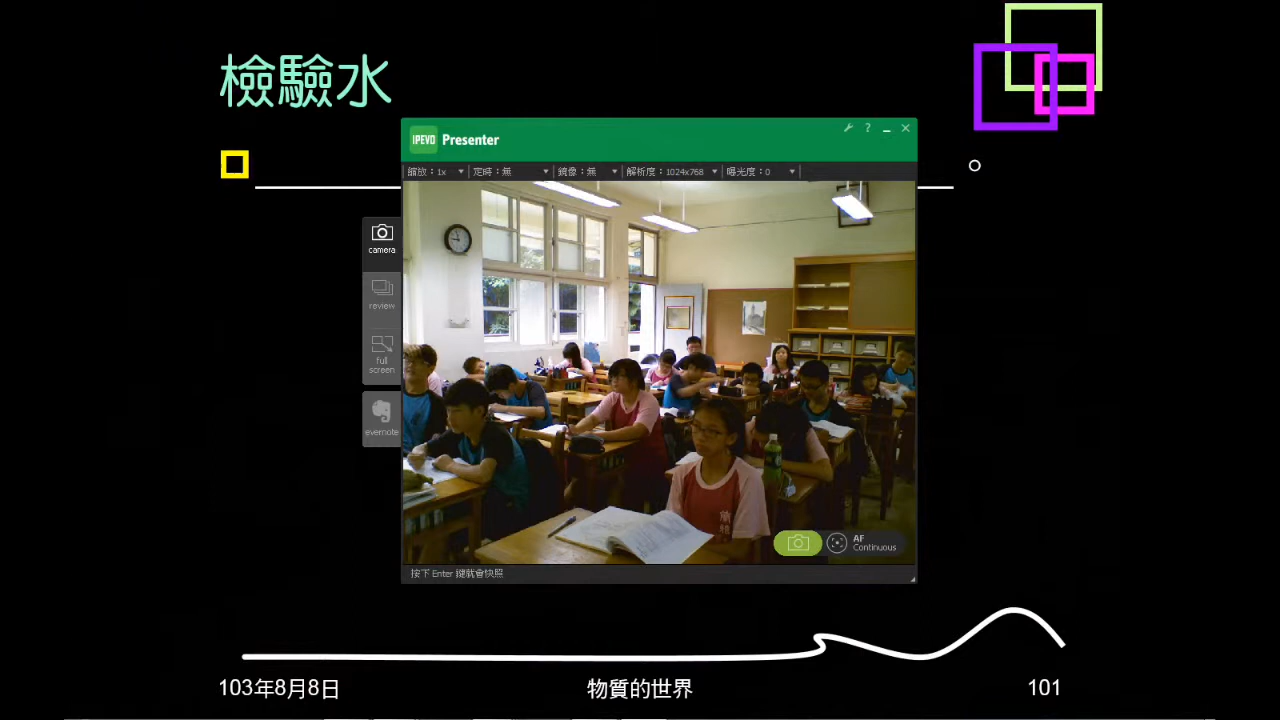 檢驗水
IPEVO Presenter
縮放：1x 定時：無 鏡像：無 解析度：1024x768 曝光度：0
camera
review
full
screen
evernote
AF
Continuous
按下 Enter 鍵就會快照
103年8月8日 物質的世界 101